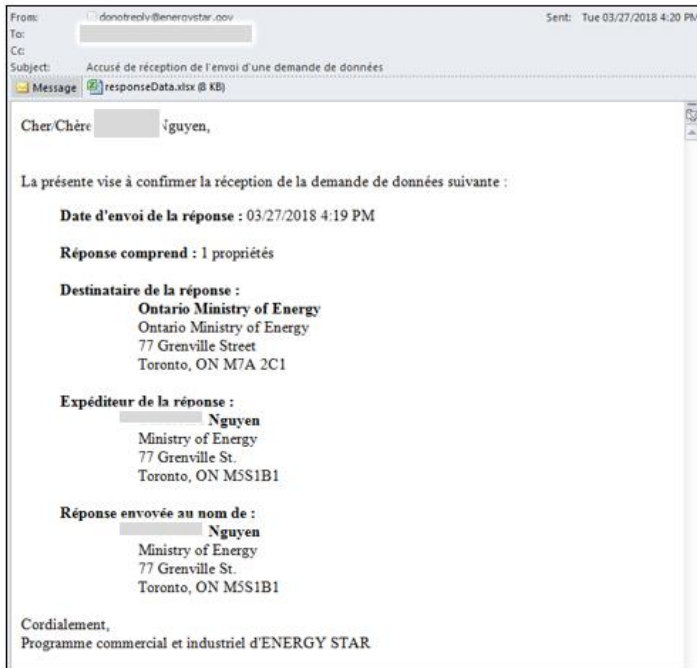 From: donotreply@energystar.gov Sent: Tue 03/27/2018 4:20 PM
To:
Cc:
Subject: Accusé de réception de l'envoi d'une demande de données
Message responseData.xlsx (8 KB)
Cher/Chère Nguyen,
La présente vise à confirmer la réception de la demande de données suivante :
Date d'envoi de la réponse : 03/27/2018 4:19 PM
Réponse comprend : 1 propriétés
Destinataire de la réponse :
Ontario Ministry of Energy
Ontario Ministry of Energy
77 Grenville Street
Toronto, ON M7A 2C1
Expéditeur de la réponse :
Nguyen
Ministry of Energy
77 Grenville St.
Toronto, ON M5S1B1
Réponse envoyée au nom de :
Nguyen
Ministry of Energy
77 Grenville St.
Toronto, ON M5S1B1
Cordialement,
Programme commercial et industriel d'ENERGY STAR